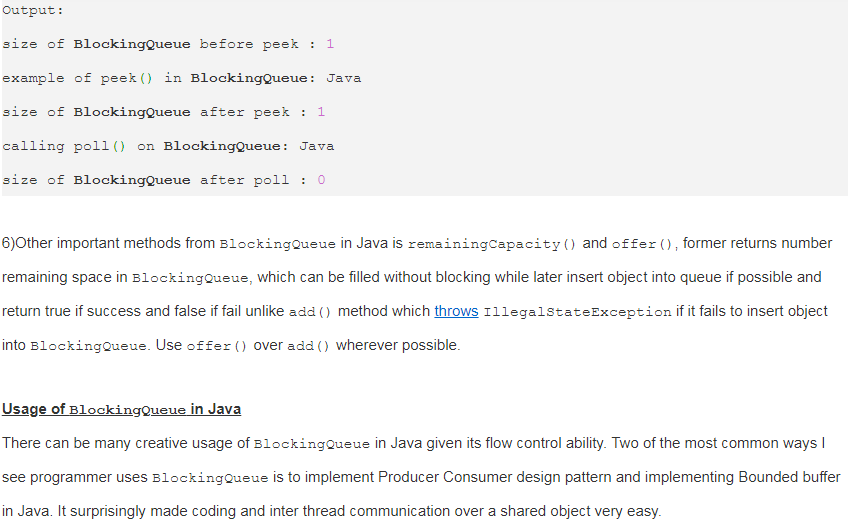 Output:
size of BlockingQueue before peek : 1
example of peek() in BlockingQueue: Java
size of BlockingQueue after peek : 1
calling poll() on BlockingQueue: Java
size of BlockingQueue after poll : 0
6)Other important methods from BlockingQueue in Java is remainingCapacity() and offer(), former returns number
remaining space in BlockingQueue, which can be filled without blocking while later insert object into queue if possible and
return true if success and false if fail unlike add() method which throws IllegalStateException if it fails to insert object
into BlockingQueue. Use offer() over add() wherever possible.
Usage of BlockingQueue in Java
There can be many creative usage of BlockingQueue in Java given its flow control ability. Two of the most common ways I
see programmer uses BlockingQueue is to implement Producer Consumer design pattern and implementing Bounded buffer
in Java. It surprisingly made coding and inter thread communication over a shared object very easy.